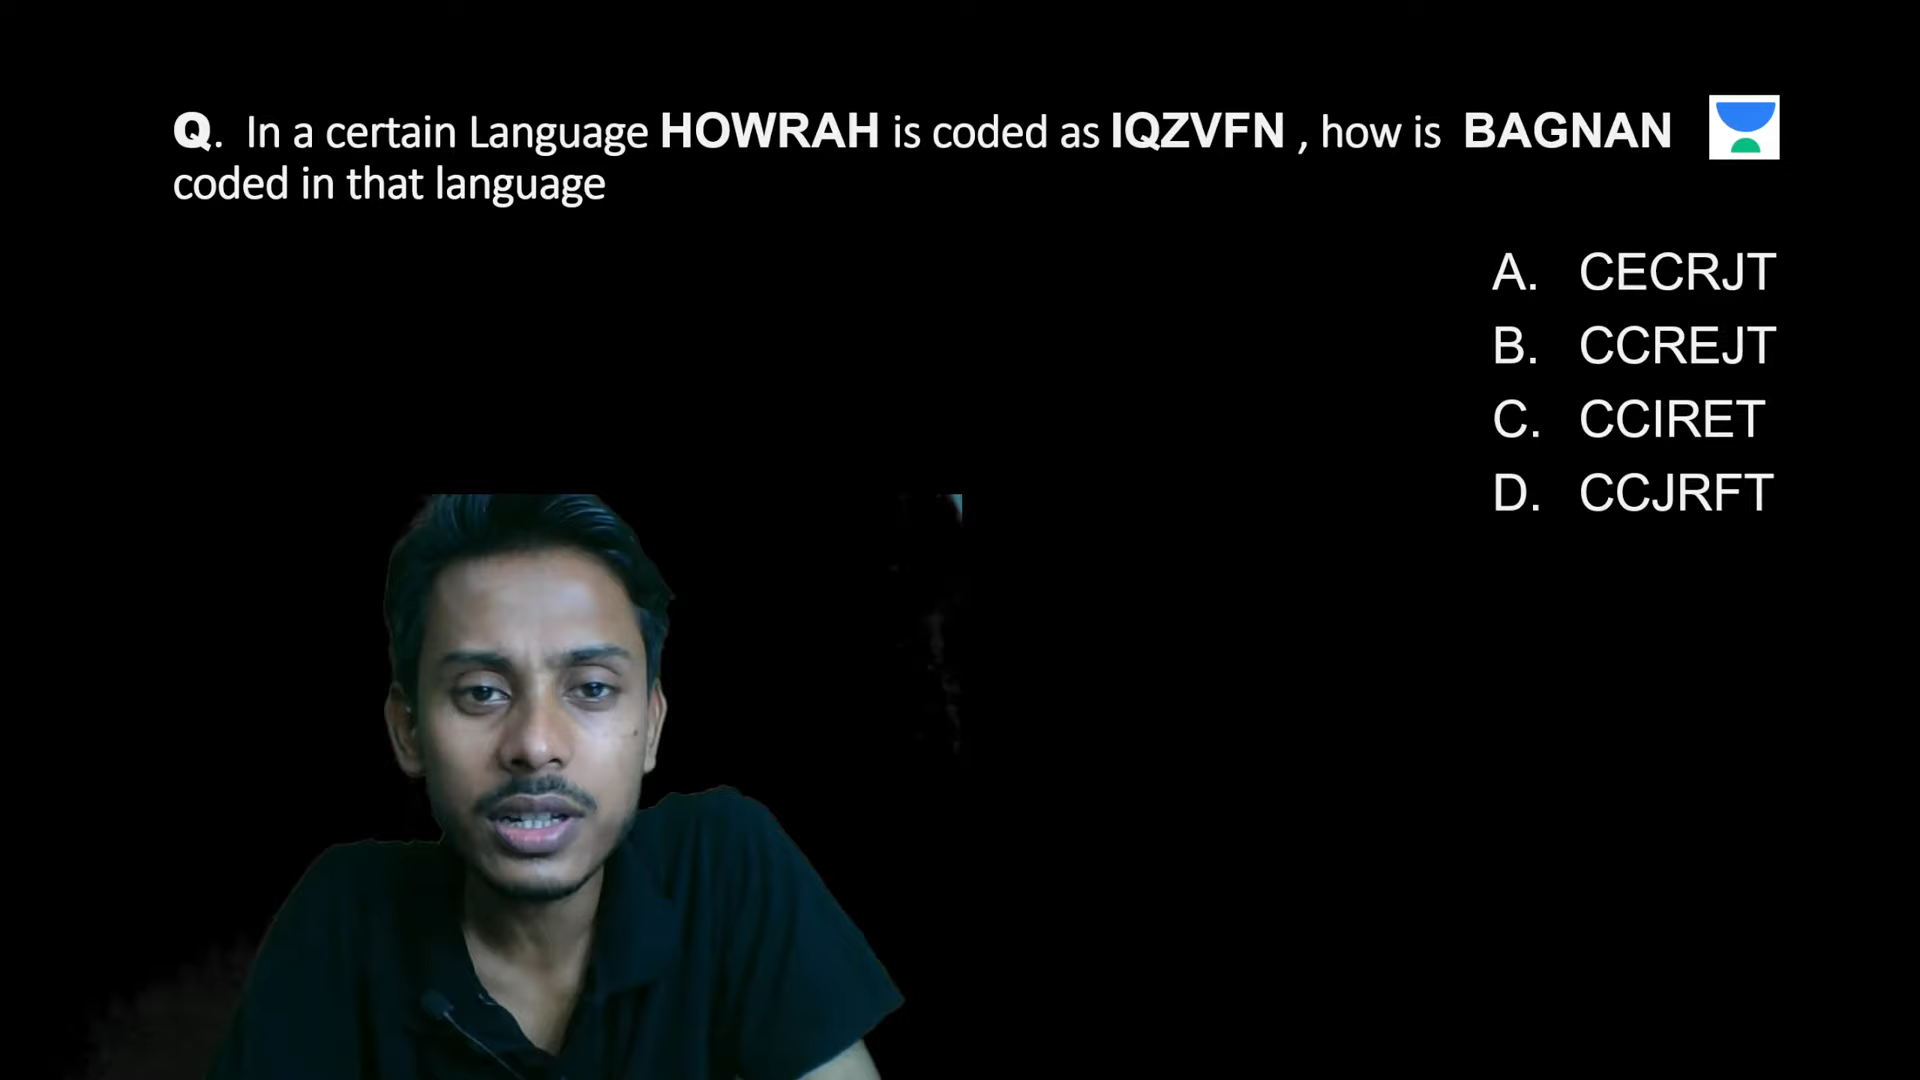 Q. In a certain Language HOWRAH is coded as IQZVFN , how is BAGNAN
coded in that language
A. CECRJT
B. CCREJT
C. CCIRET
D. CCJRFT